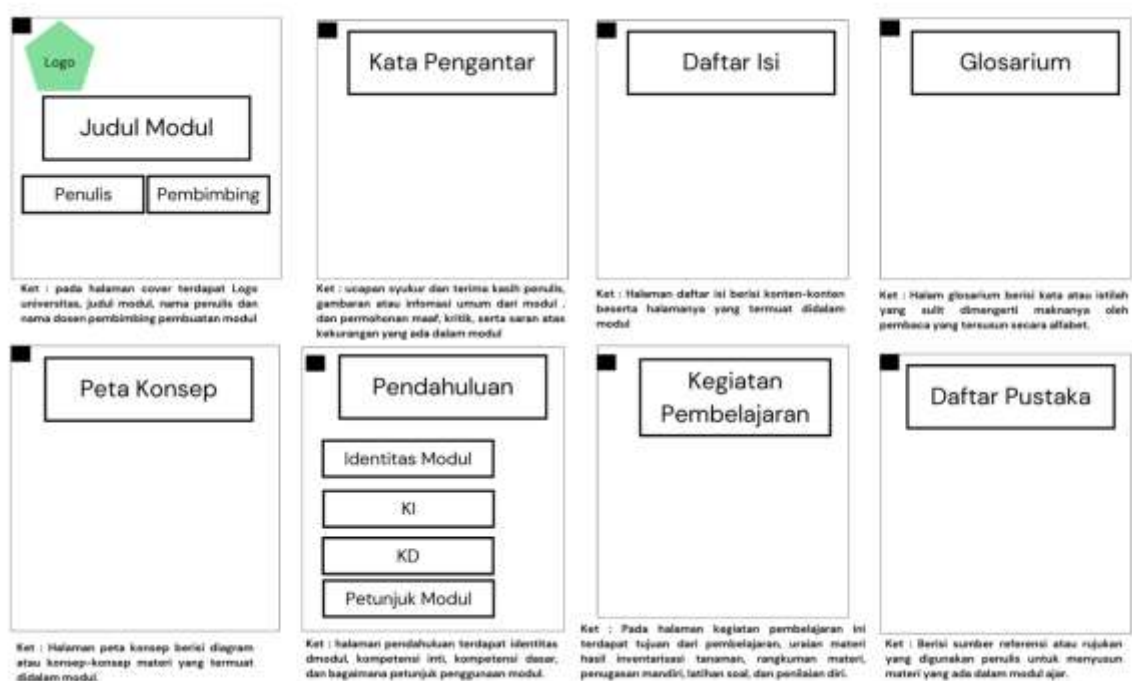 Logo
Judul Modul
Penulis
Pembimbing
Ket : pada halaman cover terdapat Logo
universitas, judul modul, nama penulis dan
nama dosen pembimbing pembuatan modul
Kata Pengantar
Ket : ucapan syukur dan terima kasih penulis,
gambaran atau infomasi umum dari modul .
dan permohonan maaf, kritik, serta saran atas
kekurangan yang ada dalam modul
Daftar Isi
Ket : Halaman daftar isi berisi konten-konten
beserta halamanya yang termuat didalam
modul
Glosarium
Ket : Halam glosarium berisi kata atau istilah
yang sulit dimengerti maknanya oleh
pembaca yang tersusun secara alfabet.
Peta Konsep
Ket : Halaman peta konsep berisi diagram
atau konsep-konsep materi yang termuat
didalam modul.
Pendahuluan
Identitas Modul
KI
KD
Petunjuk Modul
Ket : halaman pendahuluan terdapat identitas
dmodul, kompetensi inti, kompetensi dasar,
dan bagaimana petunjuk penggunaan modul.
Kegiatan
Pembelajaran
Ket : Pada halaman kegiatan pembelajaran ini
terdapat tujuan dari pembelajaran, uraian materi
hasil inventarisasi tanaman, rangkuman materi,
penugasan mandiri, latihan soal, dan penilaian diri.
Daftar Pustaka
Ket : Berisi sumber referensi atau rujukan
yang digunakan penulis untuk menyusun
materi yang ada dalam modul ajar.